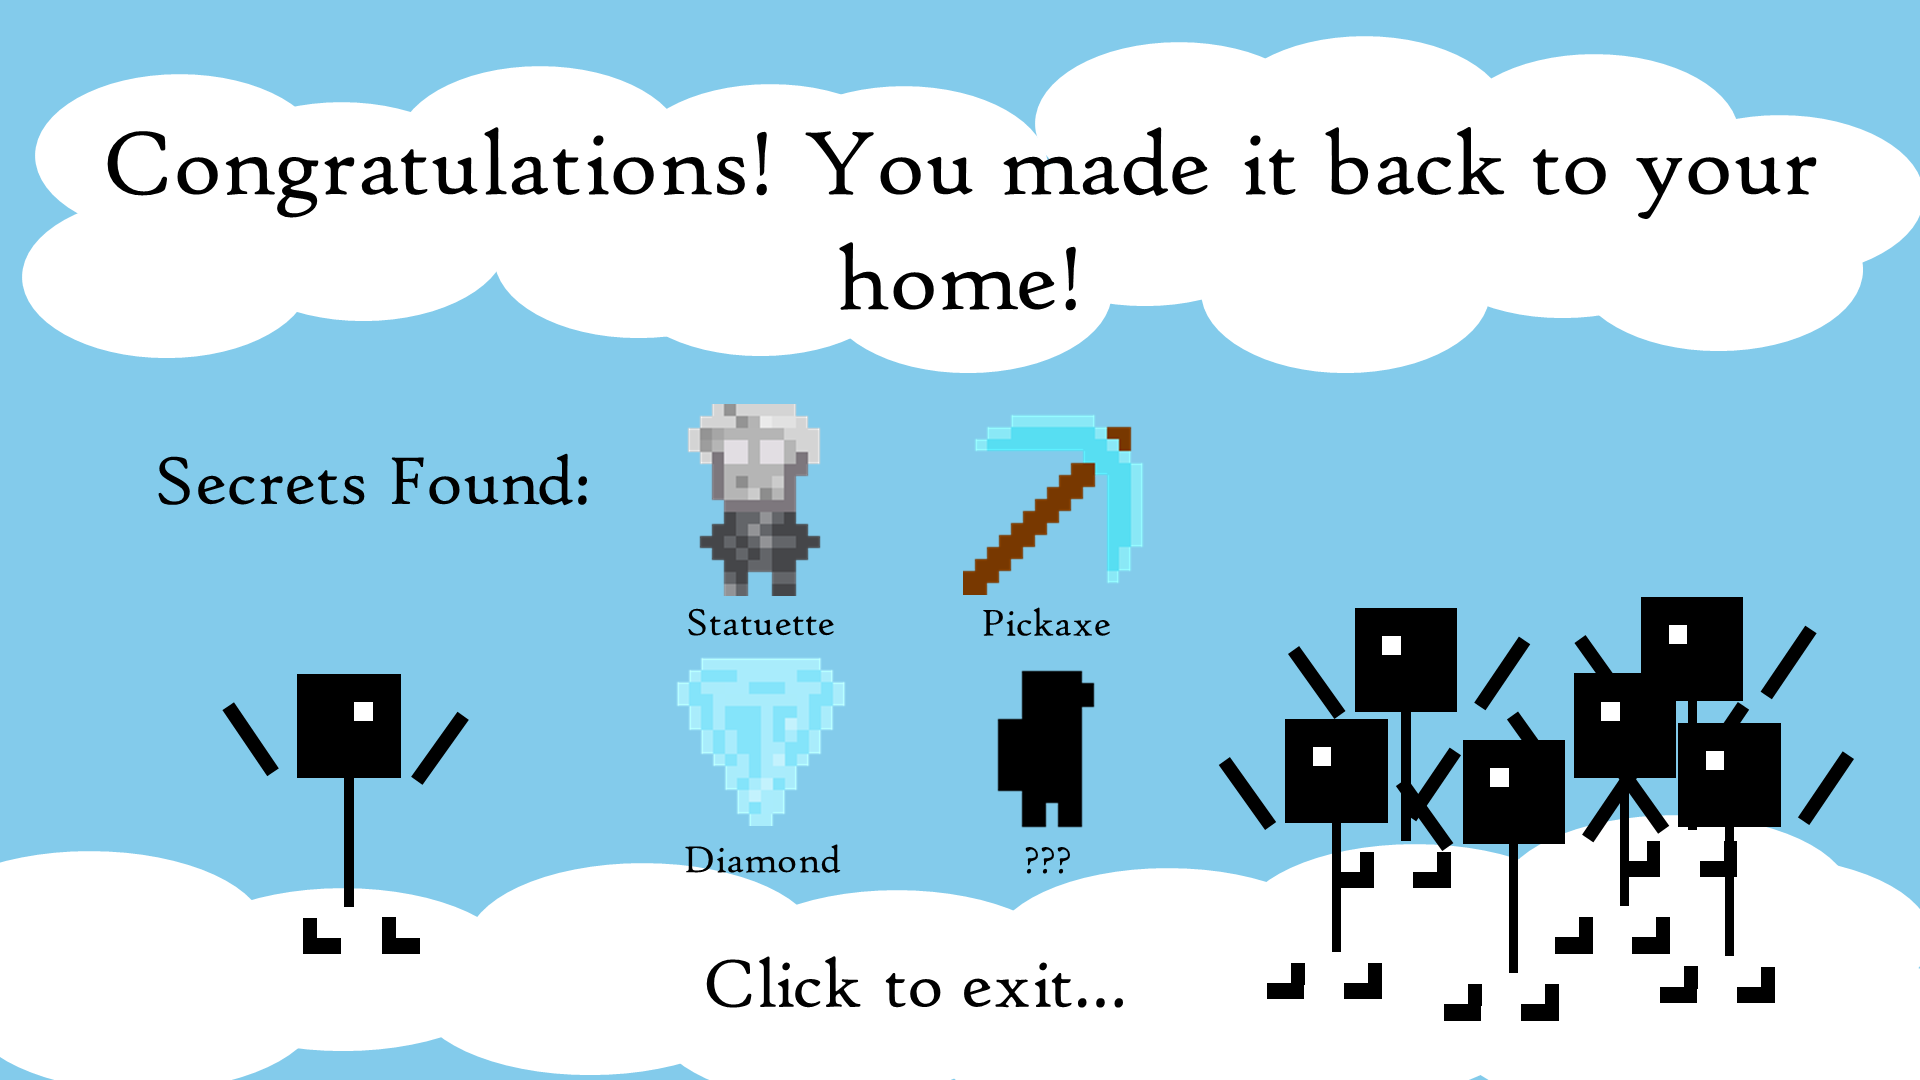 Congratulations! You made it back to your
home!
Secrets Found:
Statuette
Pickaxe
Diamond
???
Click to exit...